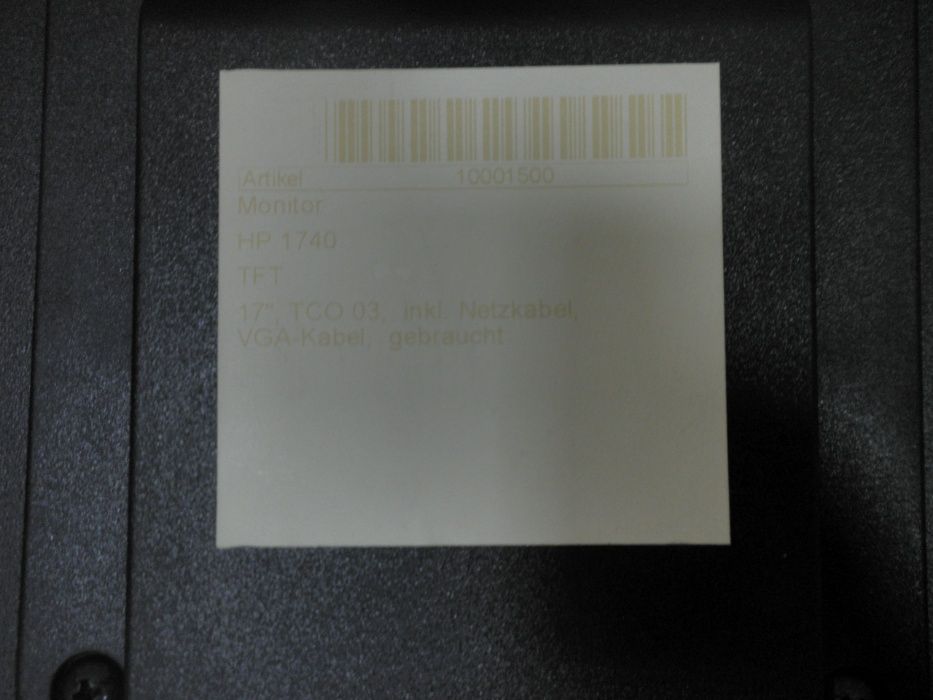 Artikel 10001500
Monitor
HP 1740
TFT
17", TCO 03, inkl. Netzkabel,
VGA-Kabel, gebraucht